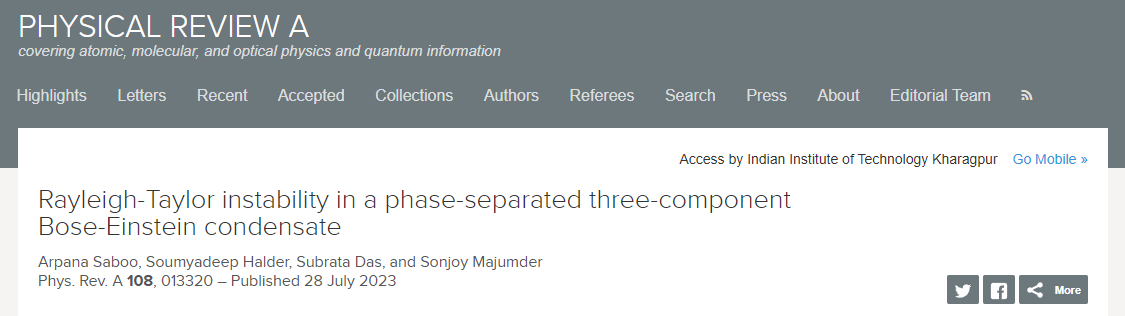 PHYSICAL REVIEW A
covering atomic, molecular, and optical physics and quantum information
Highlights Letters Recent Accepted Collections Authors Referees Search Press About Editorial Team
Access by Indian Institute of Technology Kharagpur Go Mobile »
Rayleigh-Taylor instability in a phase-separated three-component
Bose-Einstein condensate
Arpana Saboo, Soumyadeep Halder, Subrata Das, and Sonjoy Majumder
Phys. Rev. A 108, 013320 – Published 28 July 2023
More